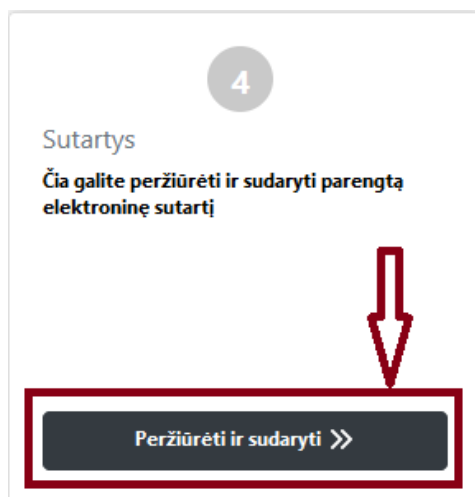 4
Sutartys
Čia galite peržiūrėti ir sudaryti parengtą
elektroninę sutartį
Peržiūrėti ir sudaryti >>